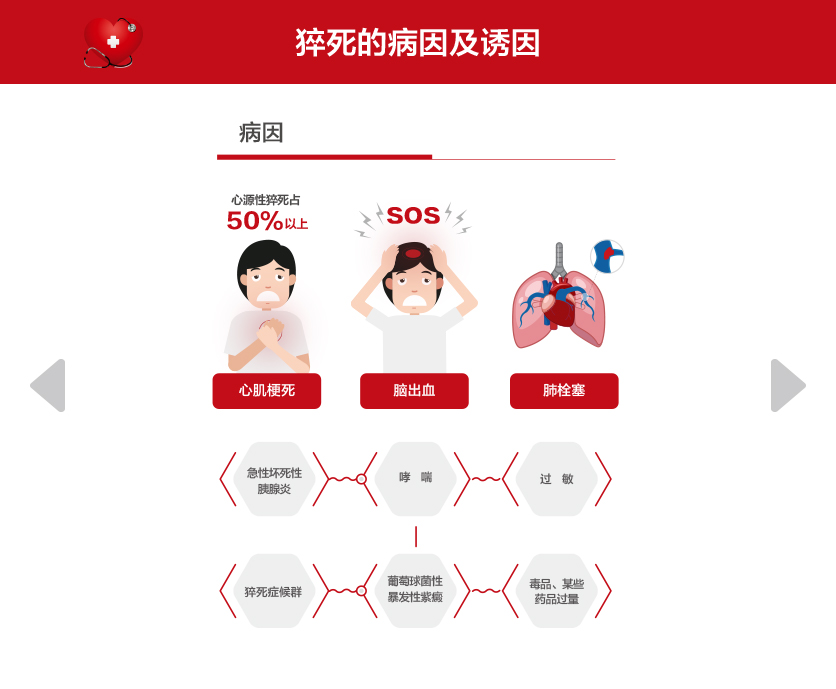 猝死的病因及诱因
病因
心源性猝死占
50%以上
SOS
心肌梗死
脑出血
肺栓塞
急性坏死性
胰腺炎
哮 喘
过 敏
猝死症候群
葡萄球菌性
暴发性紫癜
毒品、某些
药品过量